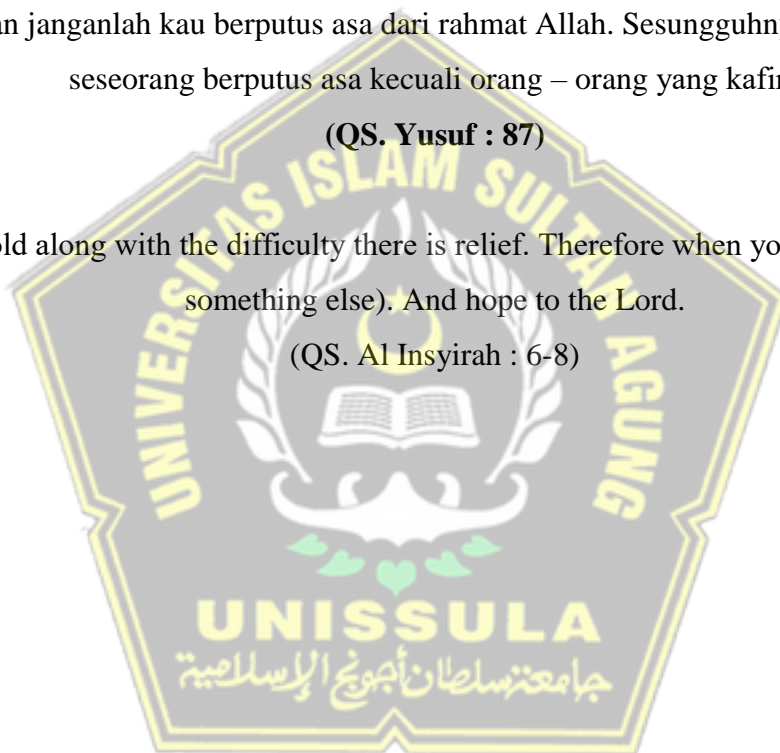 an janganlah kau berputus asa dari rahmat Allah. Sesungguhny
seseorang berputus asa kecuali orang – orang yang kafir
(QS. Yusuf : 87)
old along with the difficulty there is relief. Therefore when yo
something else). And hope to the Lord.
(QS. Al Insyirah : 6-8)
UNIVERSITAS ISLAM SULTAN AGUNG
UNISSULA
جامعة سلطان أجونج الإسلامية